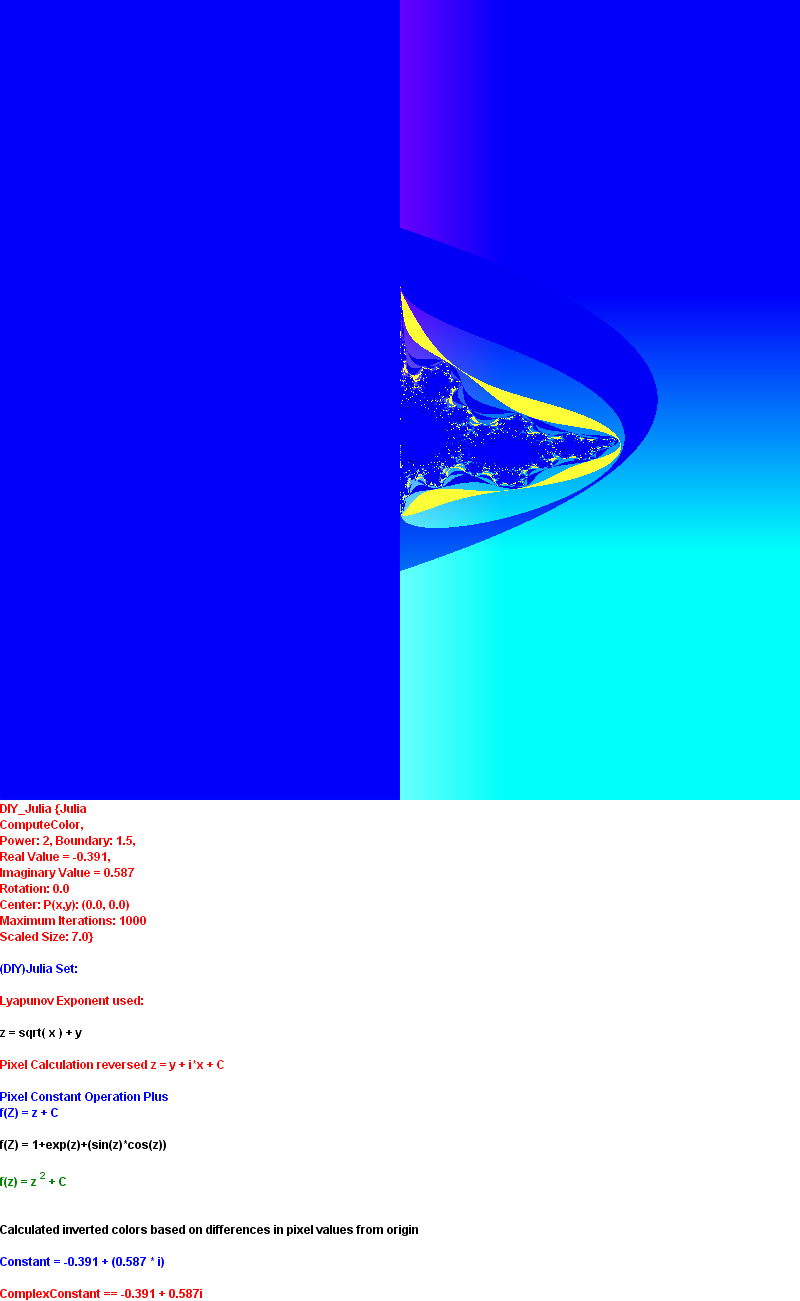 DIY_Julia {Julia
ComputeColor,
Power: 2, Boundary: 1.5,
Real Value = -0.391,
Imaginary Value = 0.587
Rotation: 0.0
Center: P(x,y): (0.0, 0.0)
Maximum Iterations: 1000
Scaled Size: 7.0}
(DIY)Julia Set:
Lyapunov Exponent used:
z = sqrt( x ) + y
Pixel Calculation reversed z = y + i*x + C
Pixel Constant Operation Plus
f(Z) = z + C
f(Z) = 1+exp(z)+(sin(z)*cos(z))
f(z) = z 2 + C
Calculated inverted colors based on differences in pixel values from origin
Constant = -0.391 + (0.587 * i)
ComplexConstant == -0.391 + 0.587i